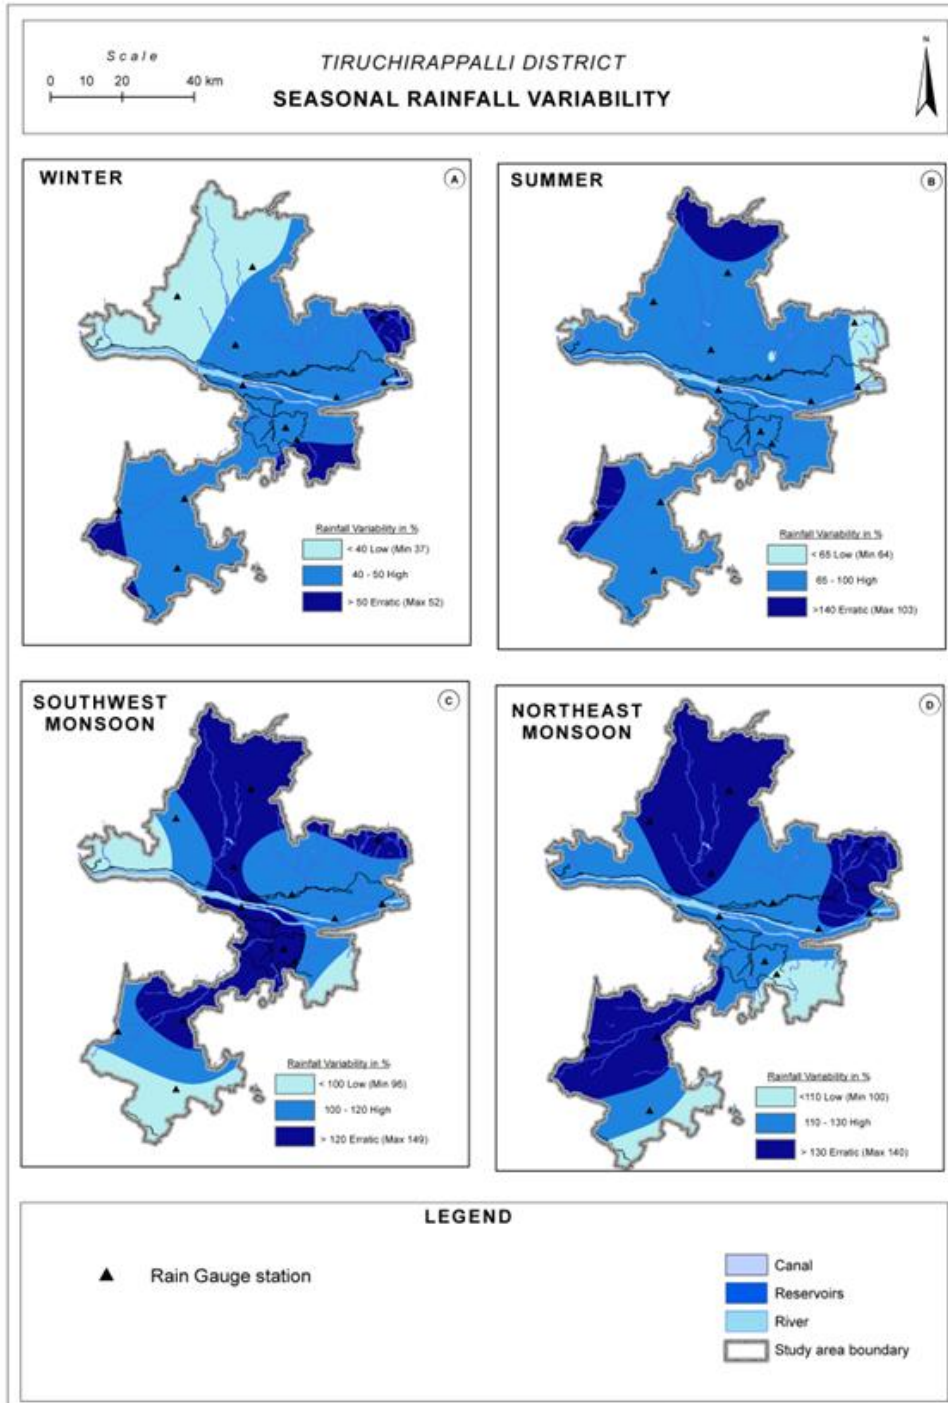 Scale
0 10 20 40 km
TIRUCHIRAPPALLI DISTRICT
SEASONAL RAINFALL VARIABILITY
N
WINTER
A
Rainfall Variability in %
< 40 Low (Min 37)
40 - 50 High
> 50 Erratic (Max 52)
SUMMER
B
Rainfall Variability in %
< 65 Low (Min 64)
65 - 100 High
>140 Erratic (Max 103)
SOUTHWEST
MONSOON
C
Rainfall Variability in %
< 100 Low (Min 96)
100 - 120 High
> 120 Erratic (Max 149)
NORTHEAST
MONSOON
D
Rainfall Variability in %
<110 Low (Min 100)
110 - 130 High
> 130 Erratic (Max 140)
LEGEND
Rain Gauge station
Canal
Reservoirs
River
Study area boundary